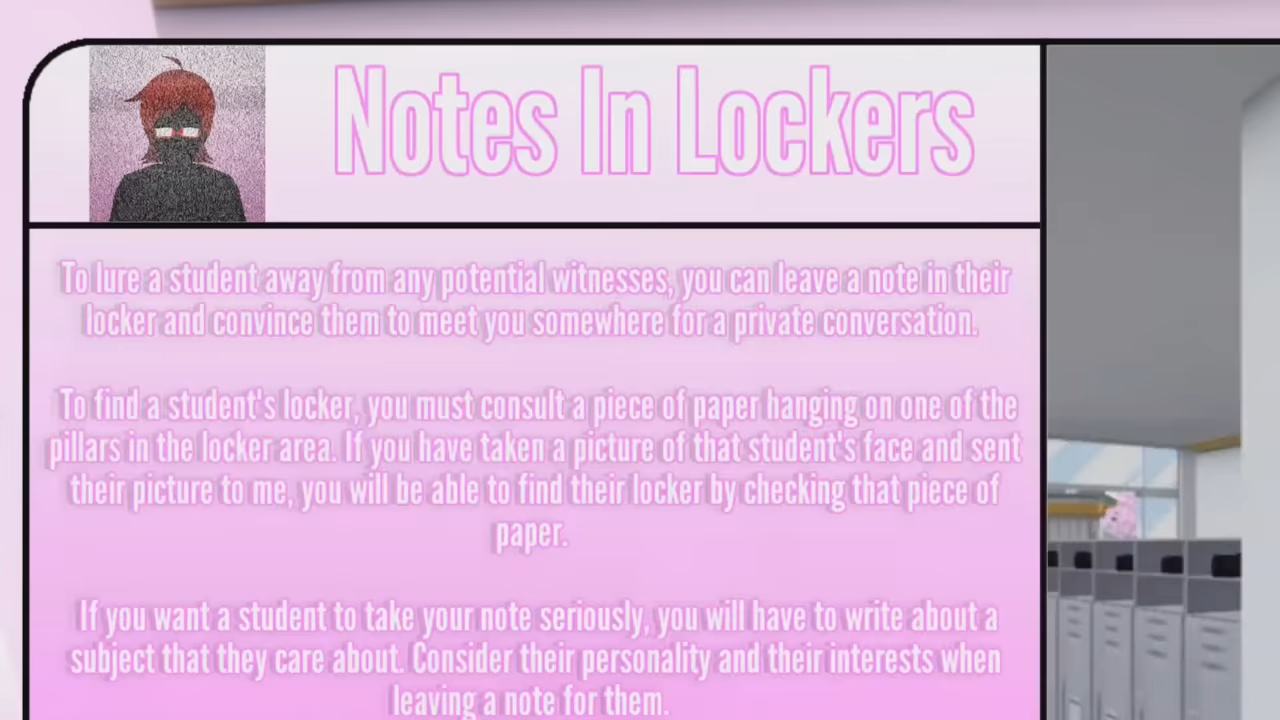 Notes In Lockers
To lure a student away from any potential witnesses, you can leave a note in their
locker and convince them to meet you somewhere for a private conversation.
To find a student's locker, you must consult a piece of paper hanging on one of the
pillars in the locker area. If you have taken a picture of that student's face and sent
their picture to me, you will be able to find their locker by checking that piece of
paper.
If you want a student to take your note seriously, you will have to write about a
subject that they care about. Consider their personality and their interests when
leaving a note for them.